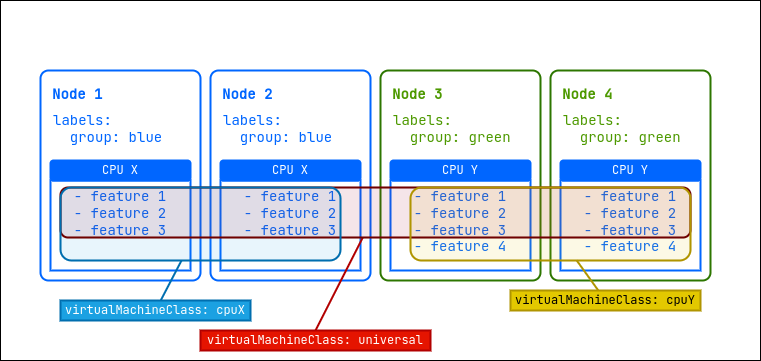 Node 1
labels:
group: blue
CPU X
- feature 1
- feature 2
- feature 3
Node 2
labels:
group: blue
CPU X
- feature 1
- feature 2
- feature 3
Node 3
labels:
group: green
CPU Y
- feature 1
- feature 2
- feature 3
- feature 4
Node 4
labels:
group: green
CPU Y
- feature 1
- feature 2
- feature 3
- feature 4
virtualMachineClass: cpuX
virtualMachineClass: universal
virtualMachineClass: cpuY